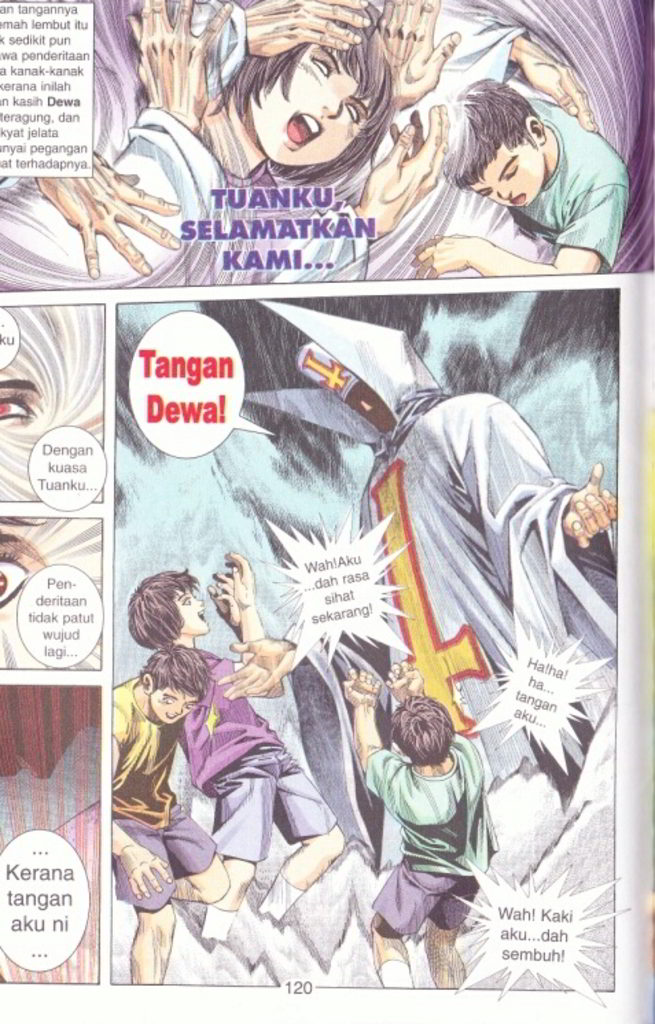 an tangannya
emah lembut itu
k sedikit pun
wa penderitaan
a kanak-kanak
kerana inilah
n kasih Dewa
teragung, dan
kyat jelata
unyai pegangan
at terhadapnya.
TUANKU,
SELAMATKAN
KAMI...
ku
Dengan
kuasa
Tuanku...
Pen-
deritaan
tidak patut
wujud
lagi...
...
Kerana
tangan
aku ni
...
Tangan
Dewa!
Wah!Aku
...dah rasa
sihat
sekarang!
Ha!ha!
ha...
tangan
aku...
Wah! Kaki
aku...dah
sembuh!
120